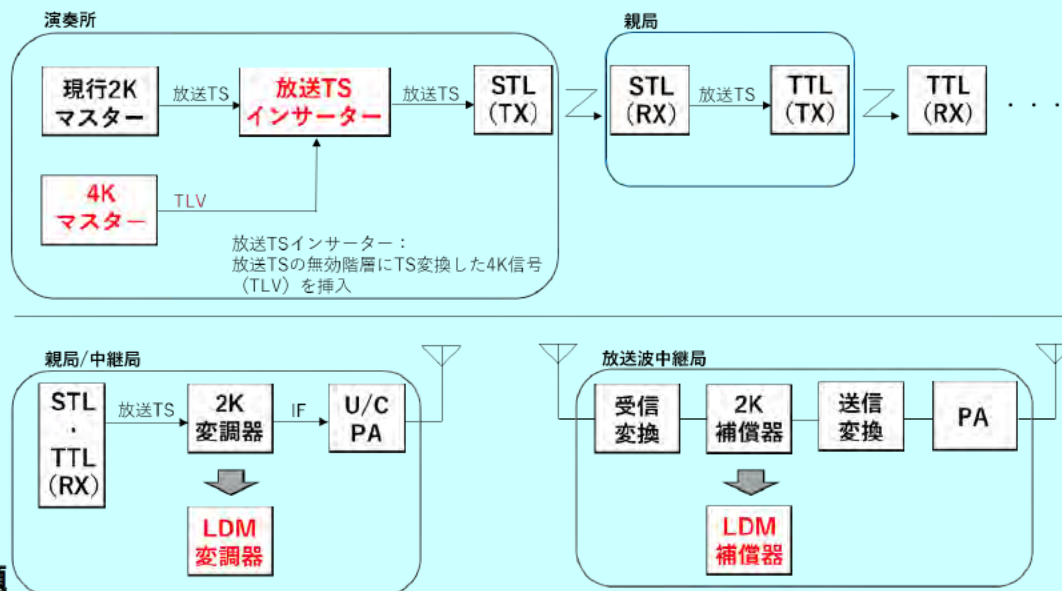 演奏所
親局
現行2K
マスター
放送TS
放送TS
インサーター
放送TS
STL
(TX)
STL
(RX)
放送TS
TTL
(TX)
TTL
(RX)
・・・
4K
マスター
TLV
放送TSインサーター：
放送TSの無効階層にTS変換した4K信号
（TLV）を挿入
親局/中継局
放送波中継局
STL
・
TTL
(RX)
放送TS
2K
変調器
IF
U/C
PA
LDM
変調器
受信
変換
2K
補償器
送信
変換
PA
LDM
補償器